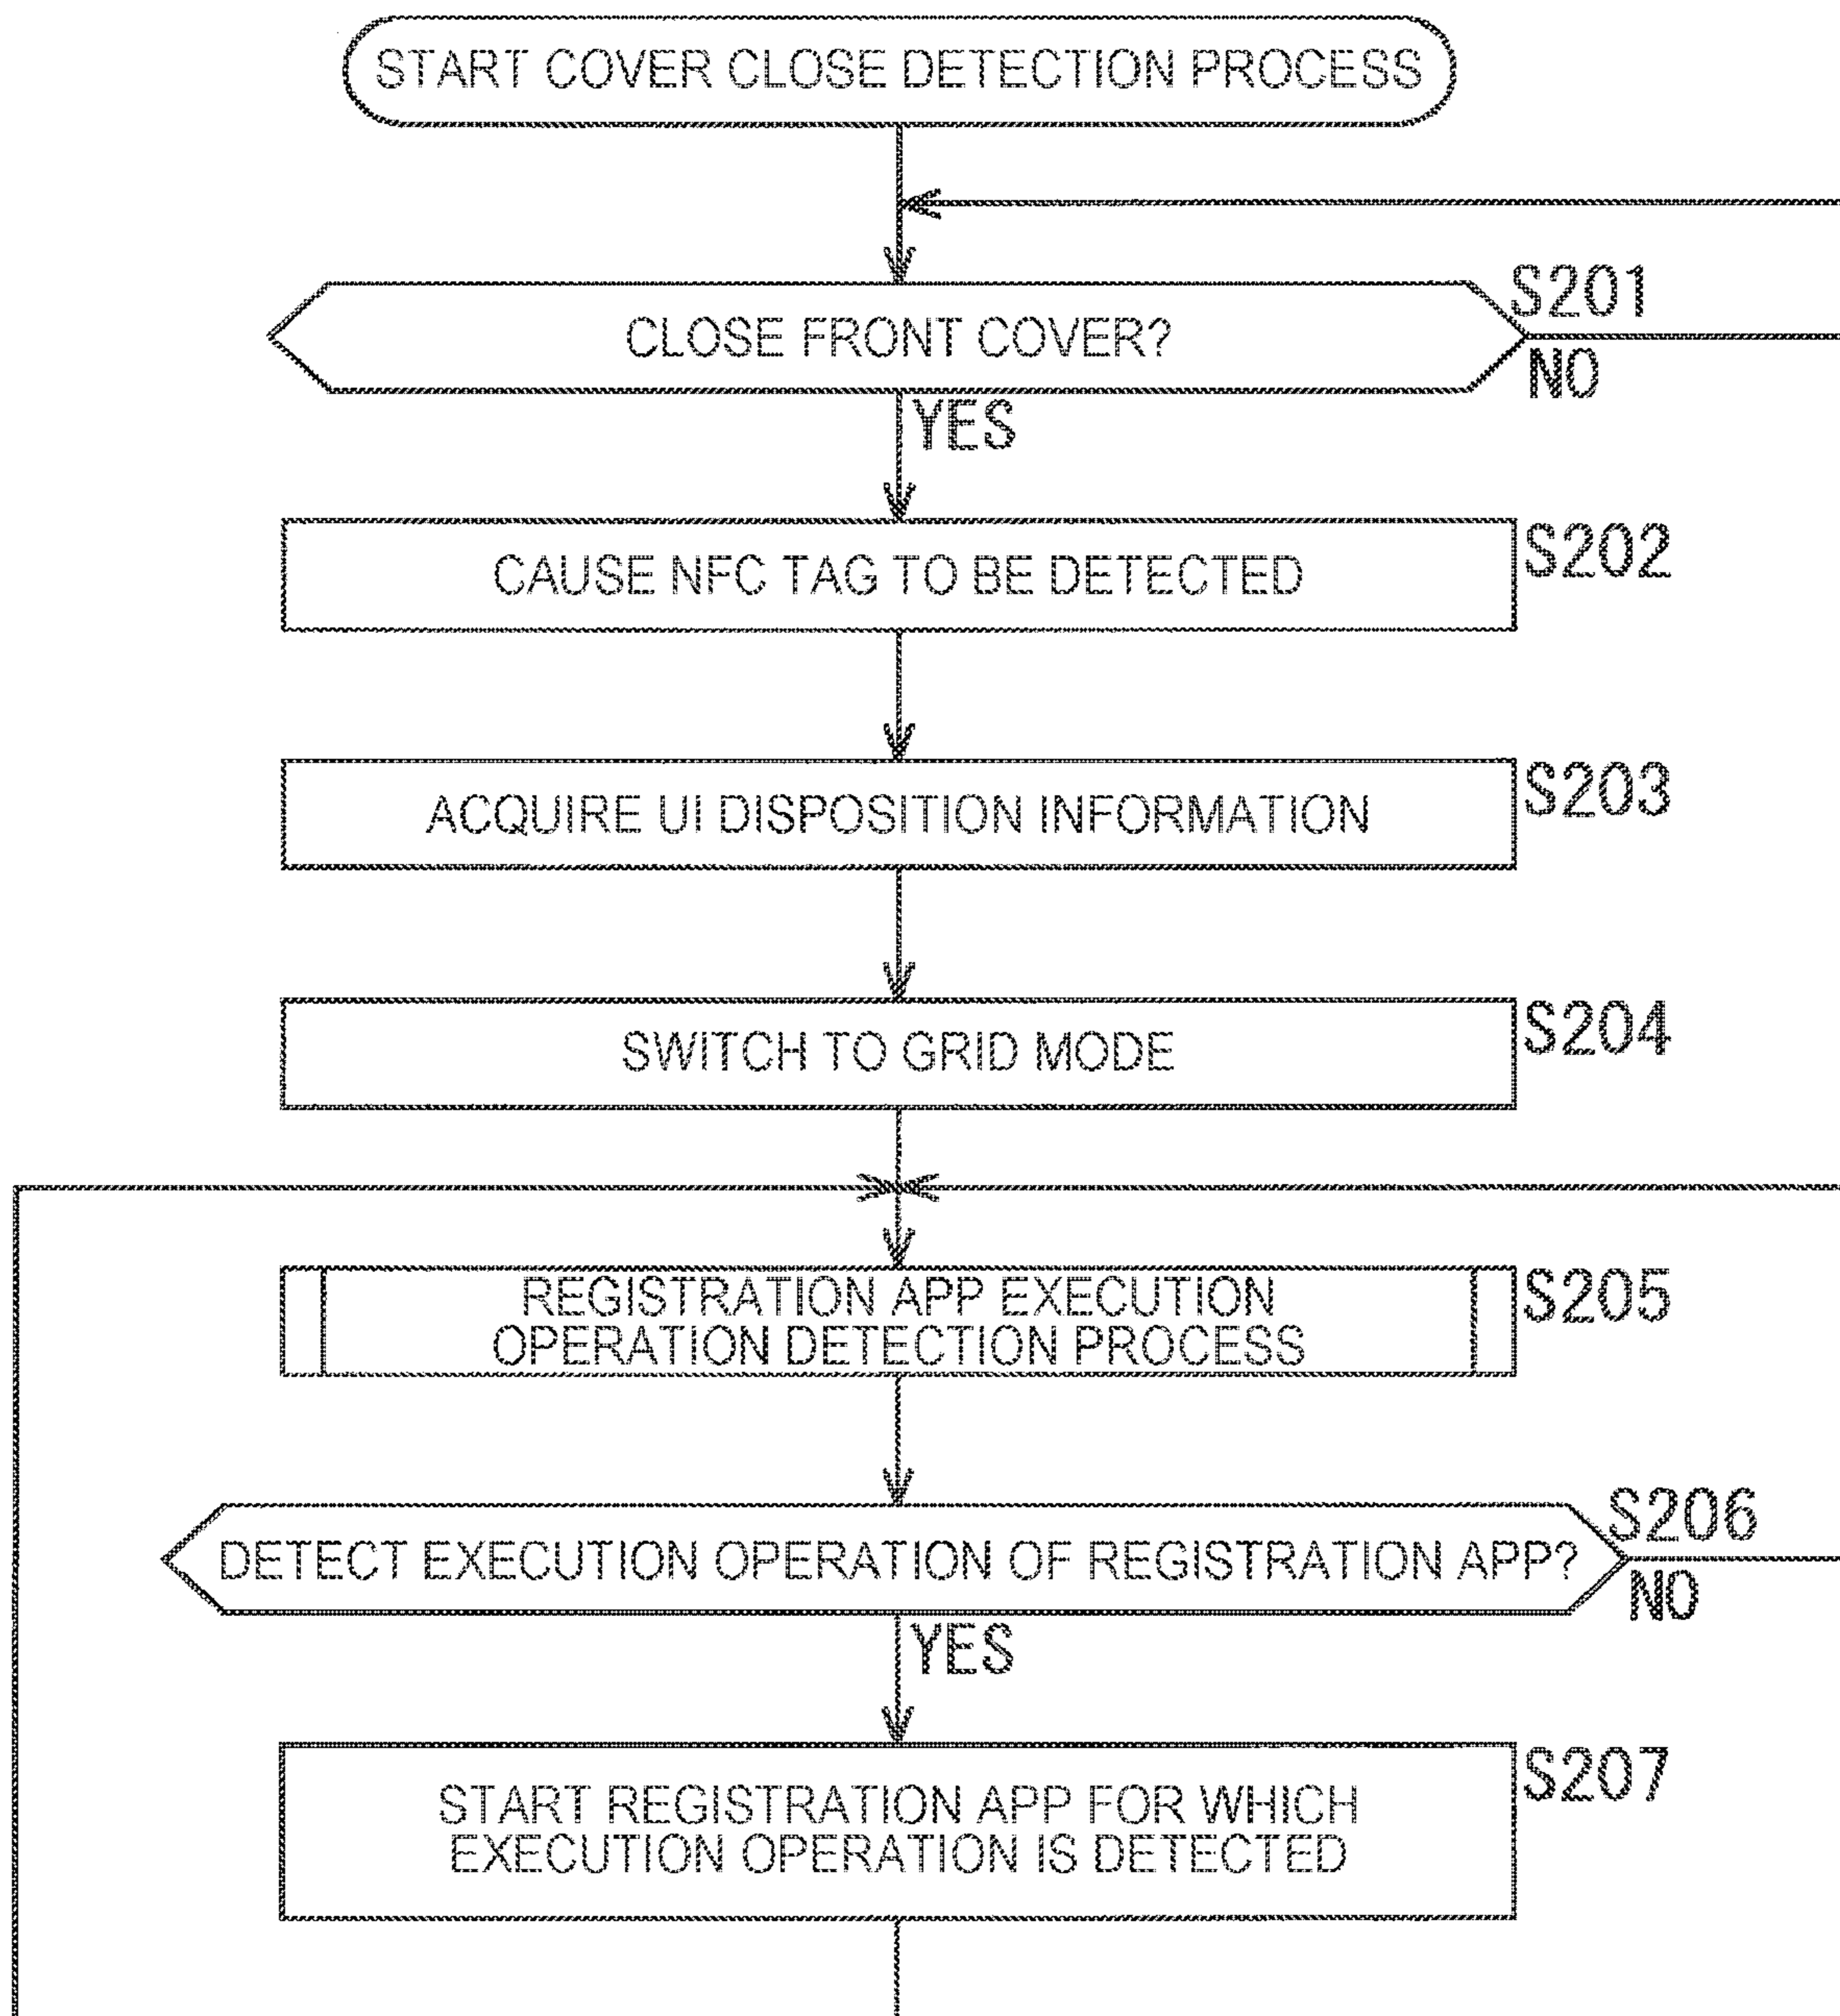 START COVER CLOSE DETECTION PROCESS
S201
CLOSE FRONT COVER?
NO
YES
S202
CAUSE NFC TAG TO BE DETECTED
S203
ACQUIRE UI DISPOSITION INFORMATION
S204
SWITCH TO GRID MODE
S205
REGISTRATION APP EXECUTION
OPERATION DETECTION PROCESS
S206
DETECT EXECUTION OPERATION OF REGISTRATION APP?
NO
YES
S207
START REGISTRATION APP FOR WHICH
EXECUTION OPERATION IS DETECTED